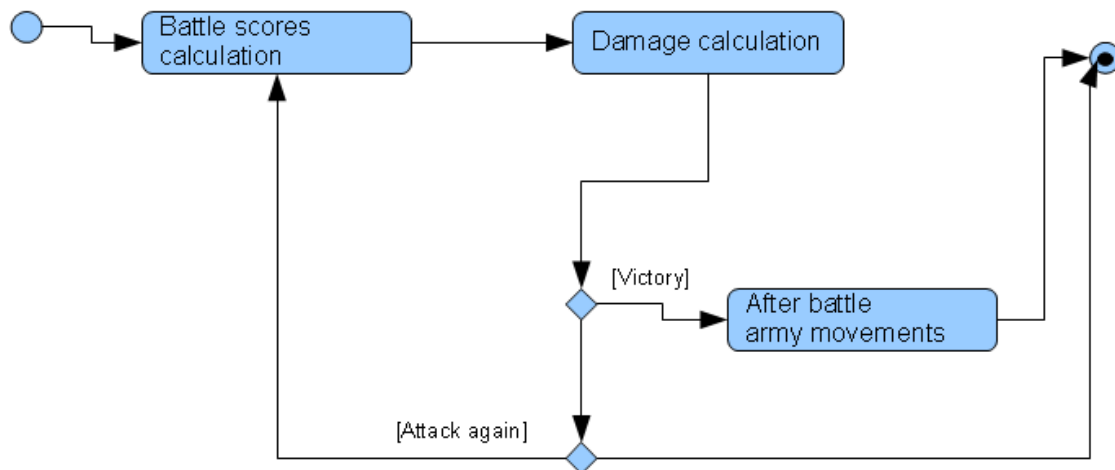 Battle scores
calculation
Damage calculation
[Victory]
After battle
army movements
[Attack again]